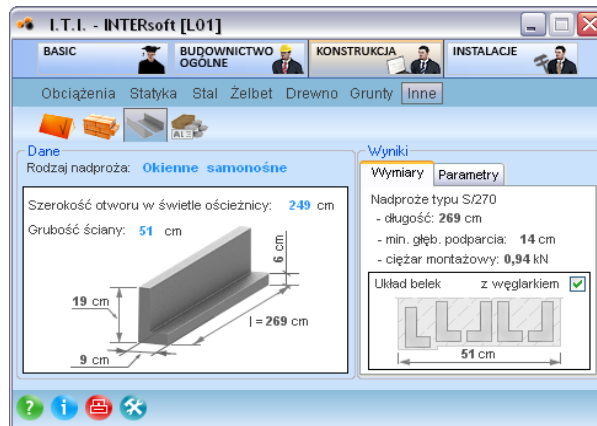 I.T.I. - INTERsoft [L01]
BASIC
BUDOWNICTWO OGÓLNE
KONSTRUKCJA
INSTALACJE
Obciążenia Statyka Stal Żelbet Drewno Grunty Inne
Dane
Rodzaj nadproża: Okienne samonośne
Szerokość otworu w świetle ościeżnicy: 249 cm
Grubość ściany: 51 cm
6 cm
19 cm
l = 269 cm
9 cm
Wyniki
Wymiary Parametry
Nadproże typu S/270
- długość: 269 cm
- min. głęb. podparcia: 14 cm
- ciężar montażowy: 0,94 kN
Układ belek z węglarkiem
51 cm